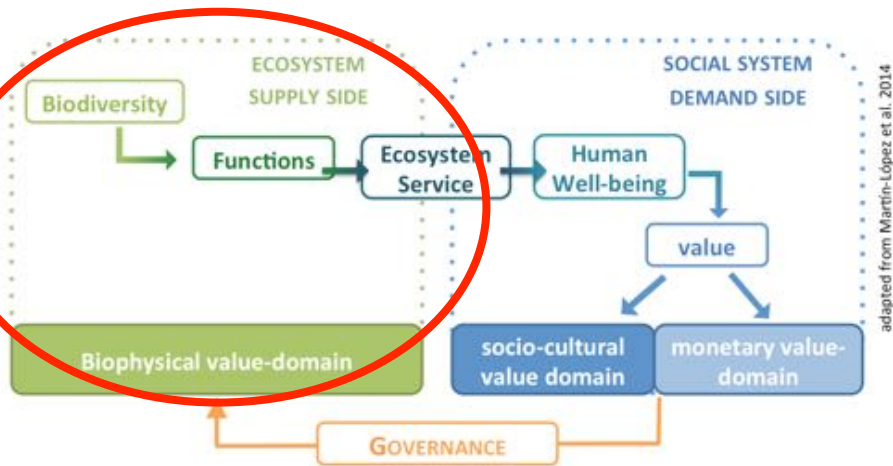 ECOSYSTEM
SUPPLY SIDE
SOCIAL SYSTEM
DEMAND SIDE
Biodiversity
Functions
Ecosystem
Service
Human
Well-being
value
Biophysical value-domain
socio-cultural
value domain
monetary value-
domain
GOVERNANCE
adapted from Martín-López et al. 2014